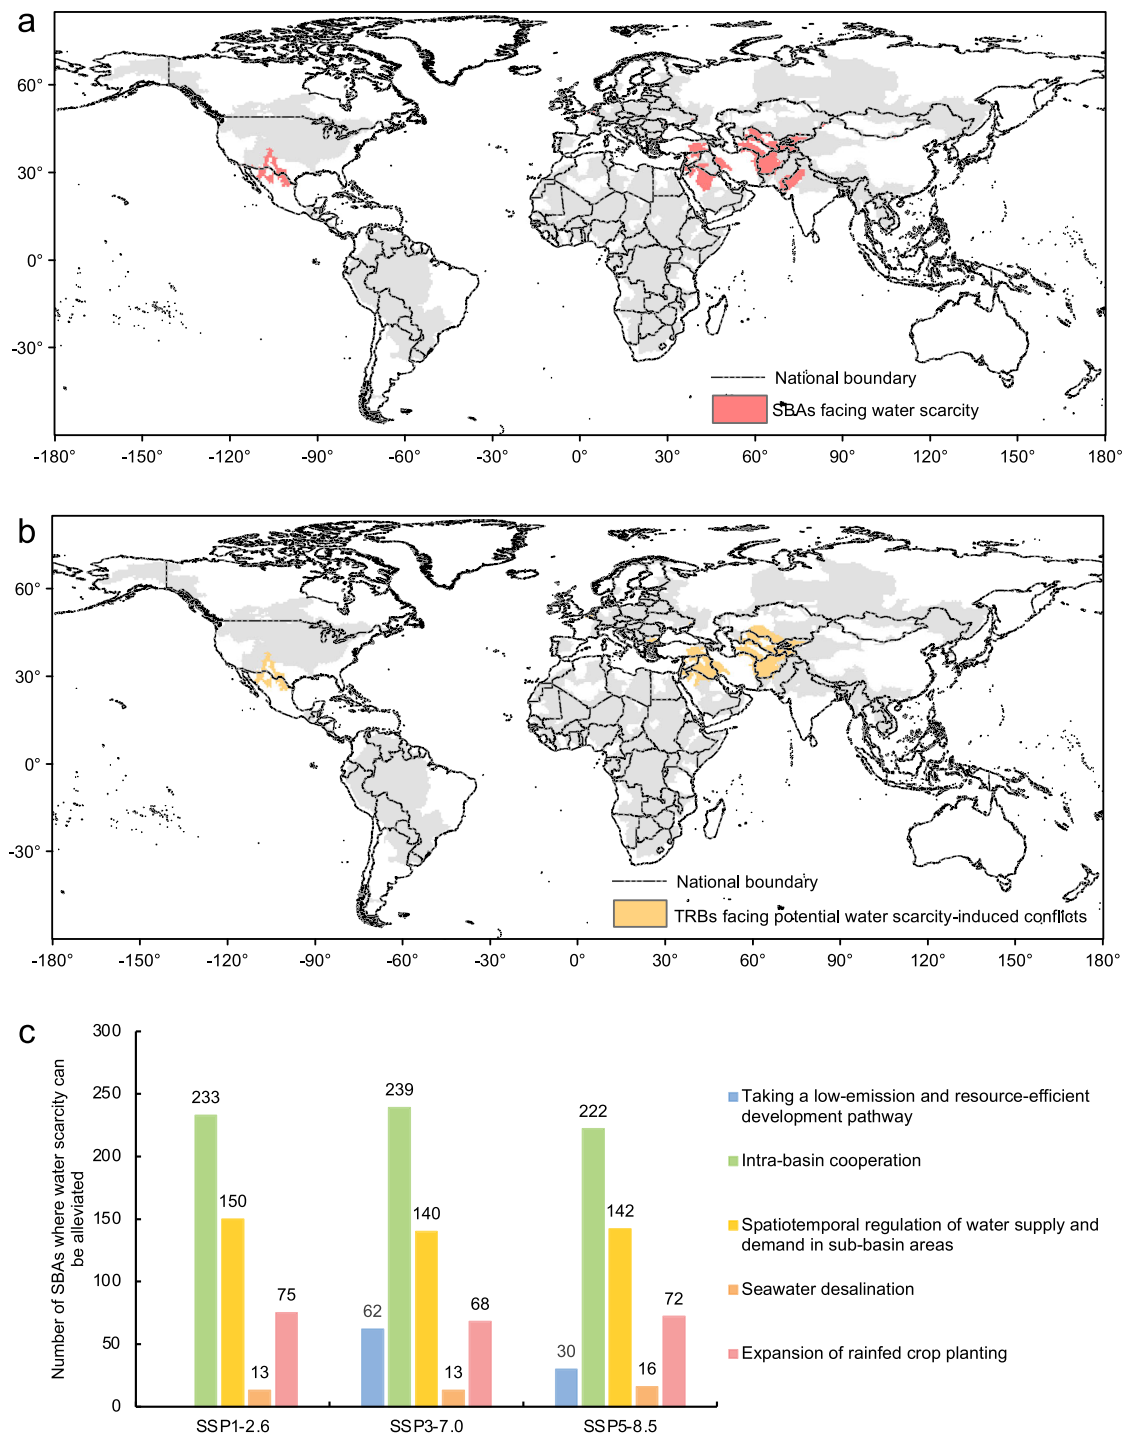 a
60°
30°
0°
-30°
National boundary
SBAs facing water scarcity
-180° -150° -120° -90° -60° -30° 0° 30° 60° 90° 120° 150° 180°
b
60°
30°
0°
-30°
National boundary
TRBs facing potential water scarcity-induced conflicts
-180° -150° -120° -90° -60° -30° 0° 30° 60° 90° 120° 150° 180°
c
Number of SBAs where water scarcity can
be alleviated
300
250
200
150
100
50
0
233
150
13
75
62
239
140
13
68
30
222
142
16
72
SSP1-2.6
SSP3-7.0
SSP5-8.5
Taking a low-emission and resource-efficient
development pathway
Intra-basin cooperation
Spatiotemporal regulation of water supply and
demand in sub-basin areas
Seawater desalination
Expansion of rainfed crop planting